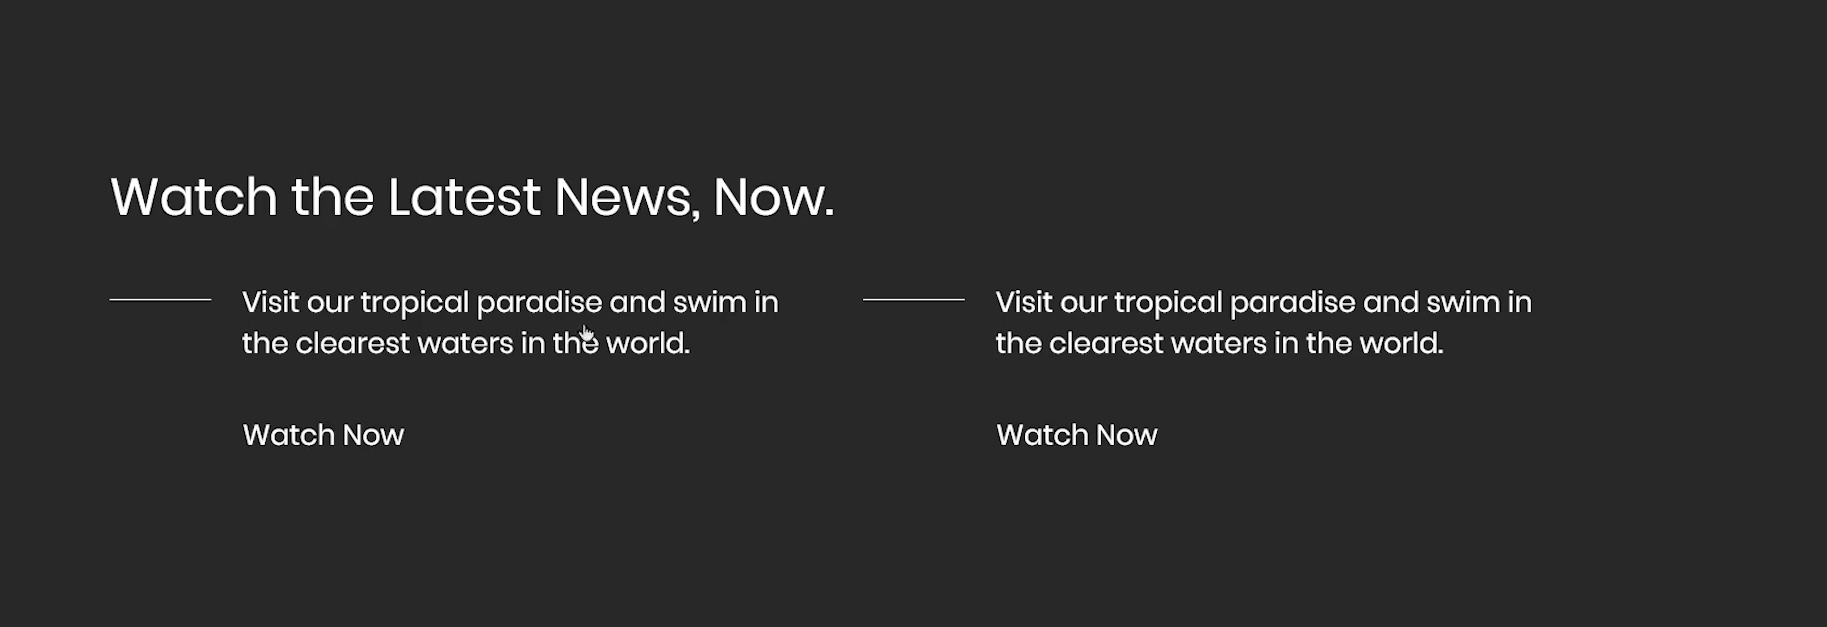 Watch the Latest News, Now.
Visit our tropical paradise and swim in
the clearest waters in the world.
Watch Now
Visit our tropical paradise and swim in
the clearest waters in the world.
Watch Now